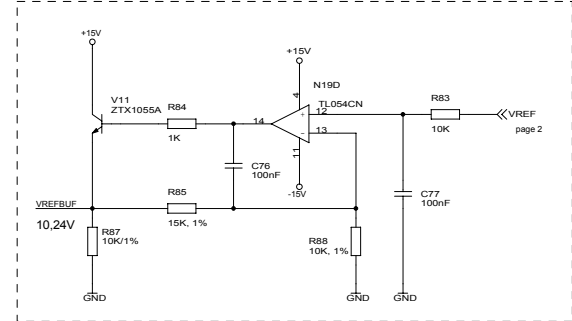 +15V
+15V
V11
ZTX1055A
R84
1K
14
4
N19D
TL054CN
+
12
-
13
11
-15V
R83
10K
VREF
page 2
C76
100nF
C77
100nF
VREFBUF
10,24V
R85
15K, 1%
R87
10K/1%
R88
10K, 1%
GND
GND
GND